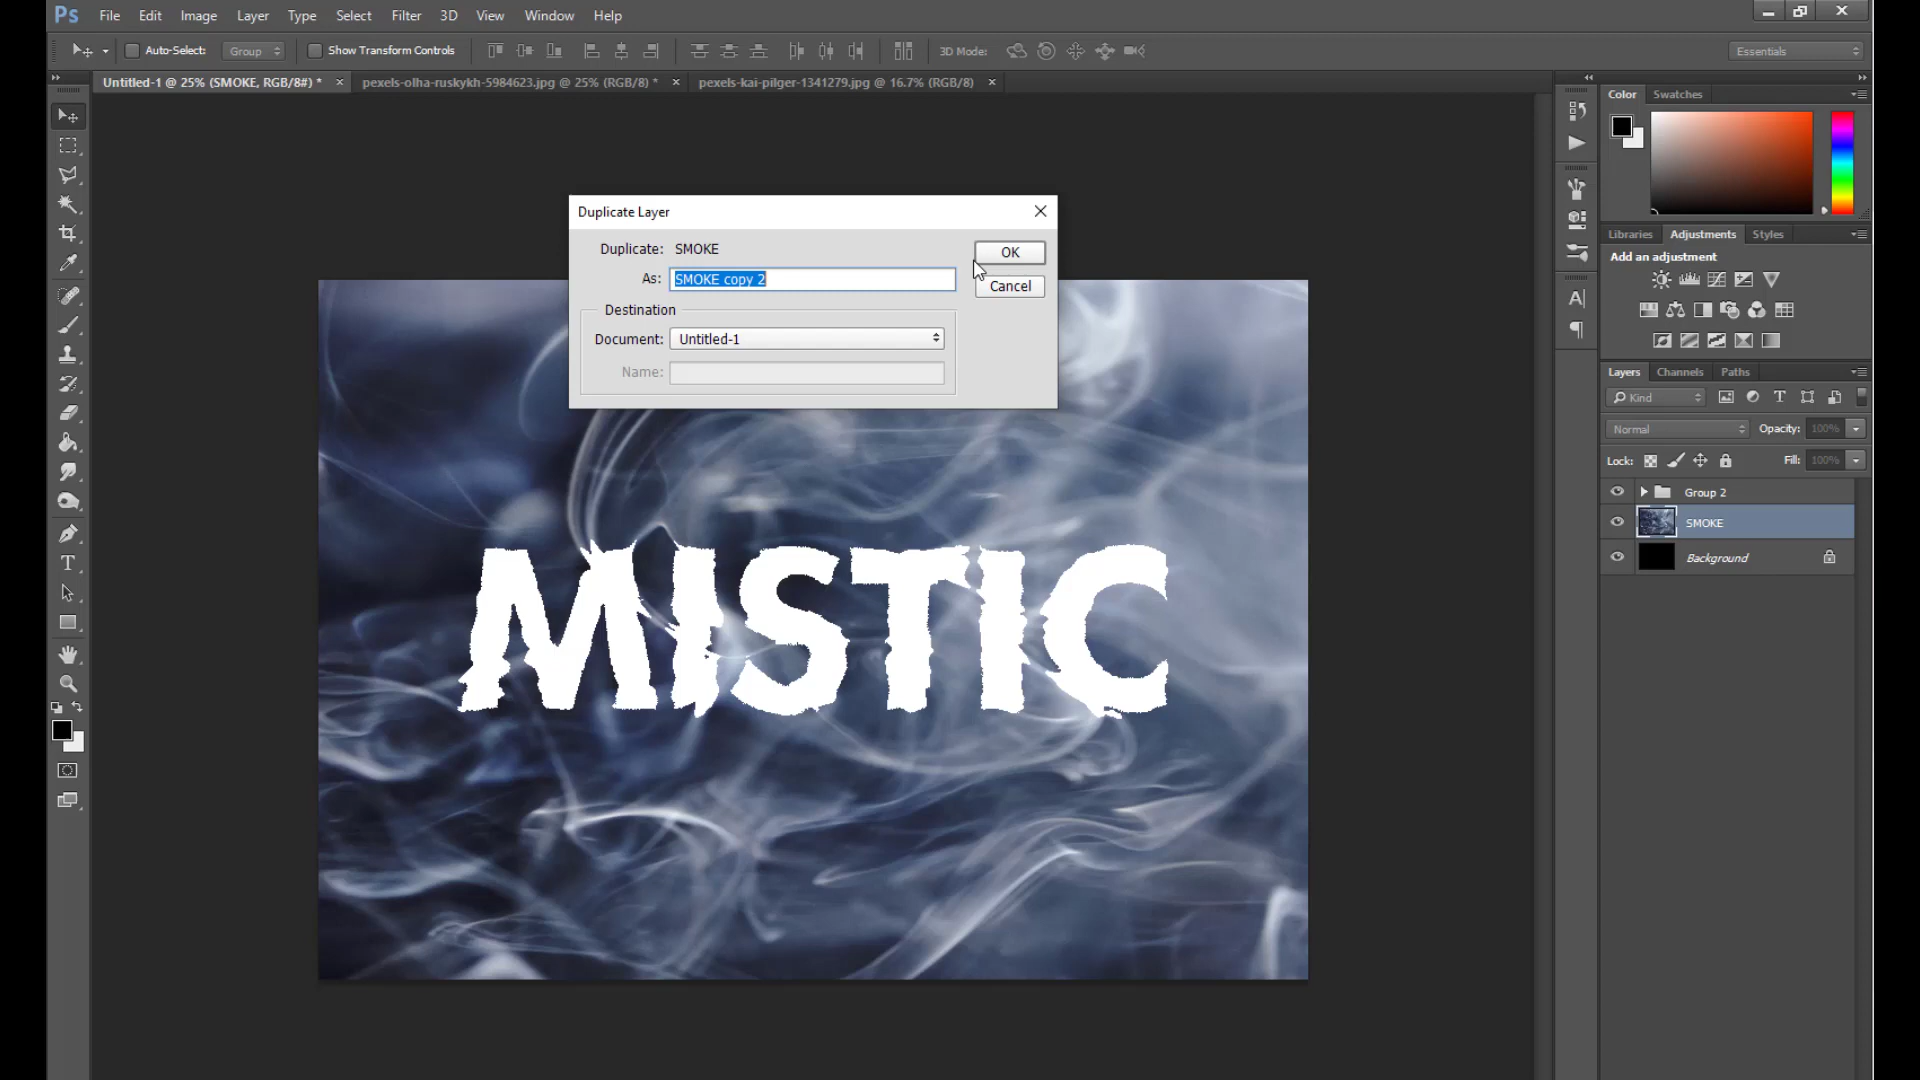 Ps File Edit Image Layer Type Select Filter 3D View Window Help
Auto-Select: Group Show Transform Controls 3D Mode: Essentials
Untitled-1 @ 25% (SMOKE, RGB/8#) * × pexels-olha-ruskykh-5984623.jpg @ 25% (RGB/8) * × pexels-kai-pilger-1341279.jpg @ 16.7% (RGB/8) ×
Color Swatches
Duplicate Layer
Duplicate: SMOKE
OK
As: SMOKE copy 2
Cancel
Destination
Document: Untitled-1
Name:
MISTIC
Libraries Adjustments Styles
Add an adjustment
Layers Channels Paths
Kind
Normal Opacity: 100%
Lock: Fill: 100%
Group 2
SMOKE
Background